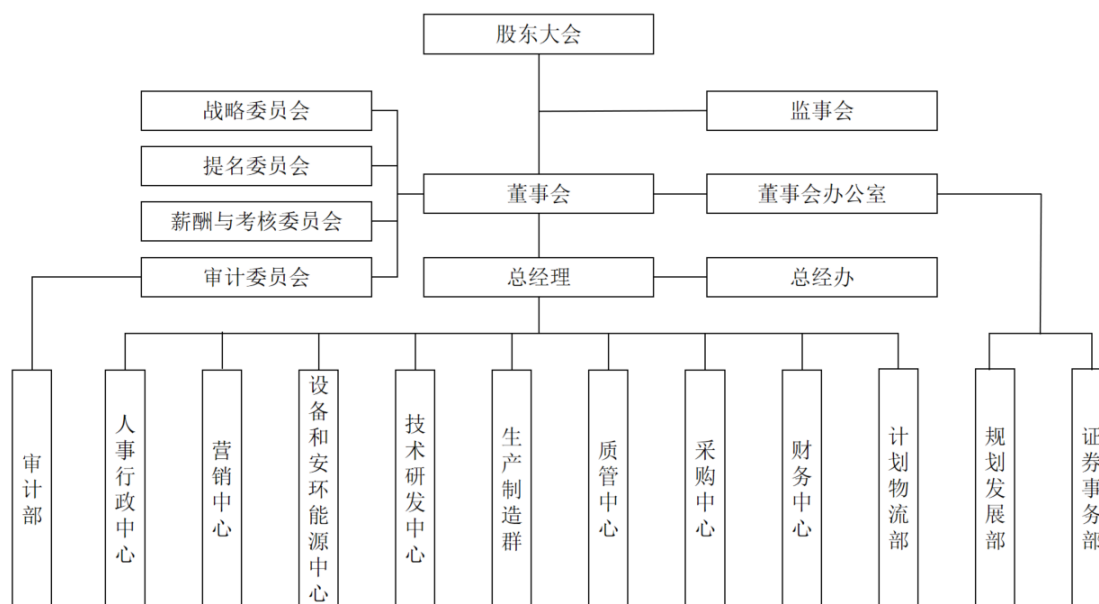 股东大会
战略委员会
监事会
提名委员会
董事会
董事会办公室
薪酬与考核委员会
审计委员会
总经理
总经办
审计部
人事行政中心
营销中心
设备和安环能源中心
技术研发中心
生产制造群
质管中心
采购中心
财务中心
计划物流部
规划发展部
证券事务部